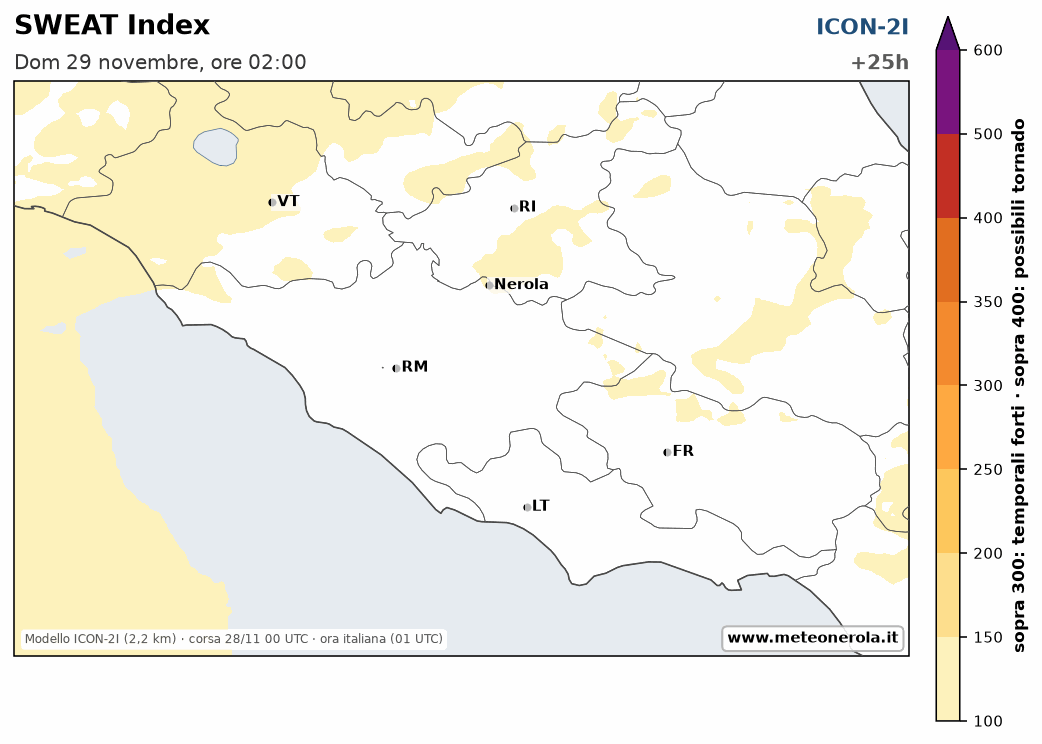 SWEAT Index
ICON-2I
Dom 29 novembre, ore 02:00
+25h
VT
RI
Nerola
RM
FR
LT
Modello ICON-2I (2,2 km) · corsa 28/11 00 UTC · ora italiana (01 UTC)
www.meteonerola.it
600
500
400
350
300
250
200
150
100
sopra 300: temporali forti · sopra 400: possibili tornado